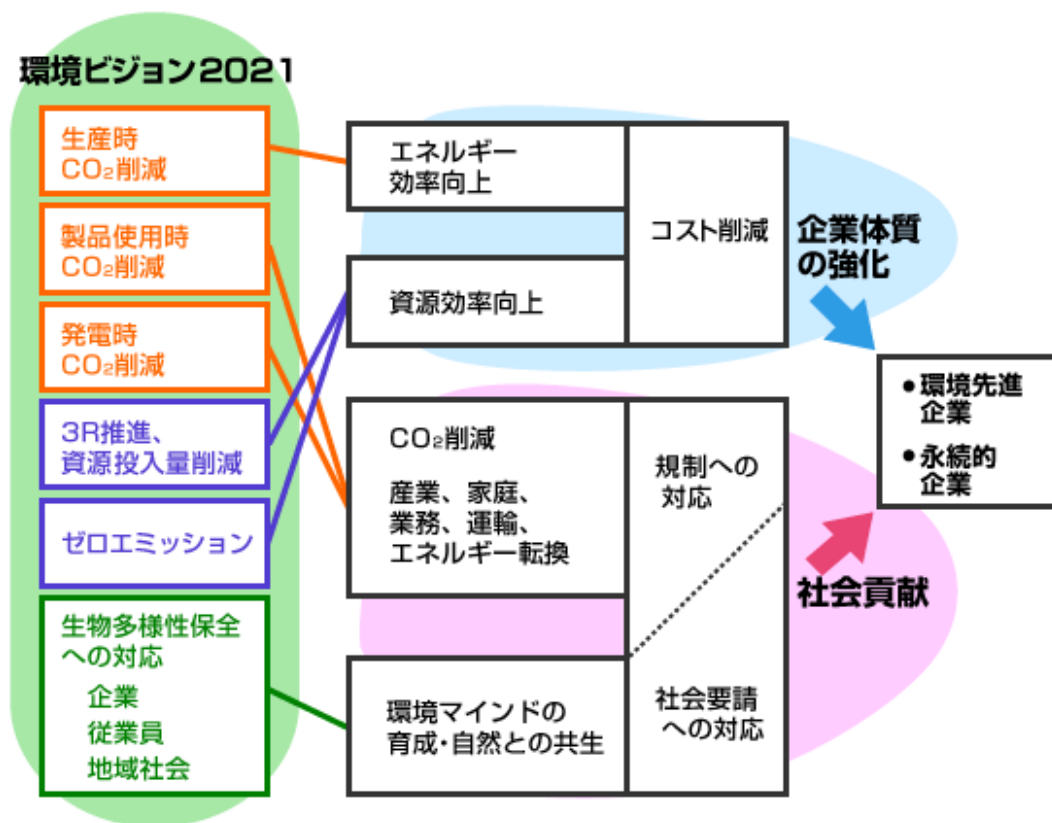 環境ビジョン2021
生産時
CO₂削減
製品使用時
CO₂削減
発電時
CO₂削減
3R推進、
資源投入量削減
ゼロエミッション
生物多様性保全
への対応
企業
従業員
地域社会
エネルギー
効率向上
資源効率向上
コスト削減
企業体質
の強化
CO₂削減
産業、家庭、
業務、運輸、
エネルギー転換
規制への
対応
環境マインドの
育成・自然との共生
社会要請
への対応
社会貢献
●環境先進
企業
●永続的
企業